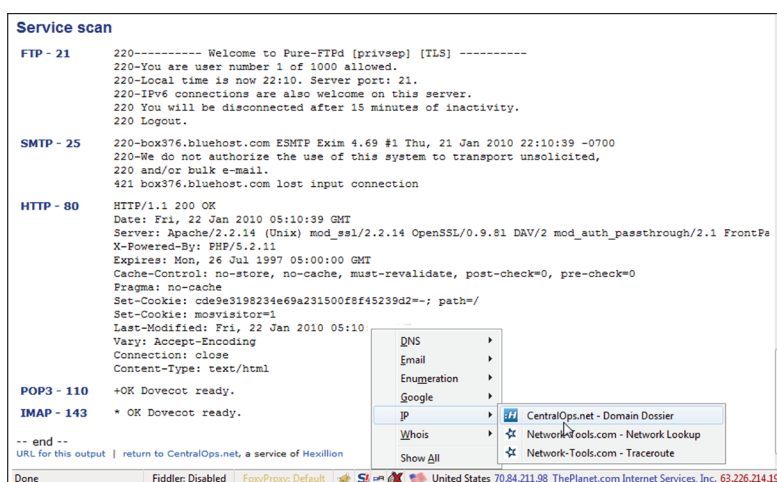 Service scan
FTP - 21 220---------- Welcome to Pure-FTPd [privsep] [TLS] ----------
220-You are user number 1 of 1000 allowed.
220-Local time is now 22:10. Server port: 21.
220-IPv6 connections are also welcome on this server.
220 You will be disconnected after 15 minutes of inactivity.
220 Logout.
SMTP - 25 220-box376.bluehost.com ESMTP Exim 4.69 #1 Thu, 21 Jan 2010 22:10:39 -0700
220-We do not authorize the use of this system to transport unsolicited,
220 and/or bulk e-mail.
421 box376.bluehost.com lost input connection
HTTP - 80 HTTP/1.1 200 OK
Date: Fri, 22 Jan 2010 05:10:39 GMT
Server: Apache/2.2.14 (Unix) mod_ssl/2.2.14 OpenSSL/0.9.8l DAV/2 mod_auth_passthrough/2.1 FrontPa
X-Powered-By: PHP/5.2.11
Expires: Mon, 26 Jul 1997 05:00:00 GMT
Cache-Control: no-store, no-cache, must-revalidate, post-check=0, pre-check=0
Pragma: no-cache
Set-Cookie: cde9e3198234e69a231500f8f45239d2=-; path=/
Set-Cookie: mosvisitor=1
Last-Modified: Fri, 22 Jan 2010 05:10:
Vary: Accept-Encoding
Connection: close
Content-Type: text/html
POP3 - 110 +OK Dovecot ready.
IMAP - 143 * OK Dovecot ready.
-- end --
URL for this output | return to CentralOps.net, a service of Hexillion
DNS
Email
Enumeration
Google
IP
Whois
Show All
CentralOps.net - Domain Dossier
Network-Tools.com - Network Lookup
Network-Tools.com - Traceroute
Done Fiddler: Disabled FoxyProxy: Default United States 70.84.211.98 ThePlanet.com Internet Services, Inc. 63.226.214.19